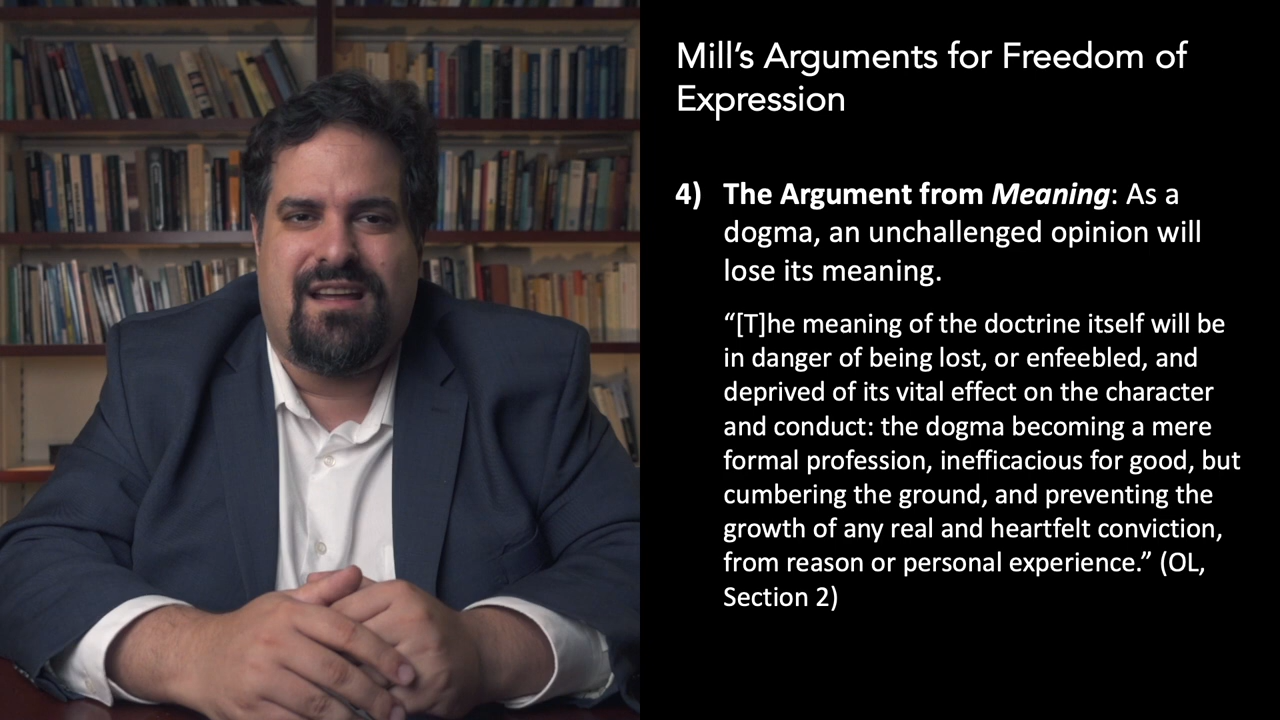 Mill’s Arguments for Freedom of
Expression
4) The Argument from Meaning: As a
dogma, an unchallenged opinion will
lose its meaning.
“[T]he meaning of the doctrine itself will be
in danger of being lost, or enfeebled, and
deprived of its vital effect on the character
and conduct: the dogma becoming a mere
formal profession, inefficacious for good, but
cumbering the ground, and preventing the
growth of any real and heartfelt conviction,
from reason or personal experience.” (OL,
Section 2)